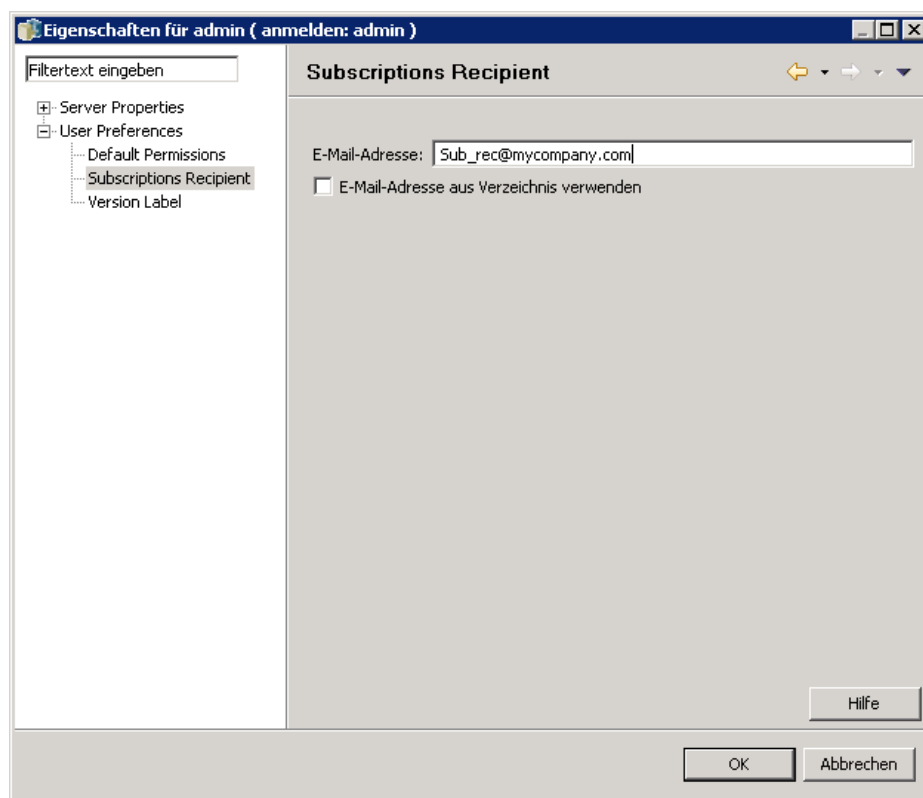 Eigenschaften für admin ( anmelden: admin )
Filtertext eingeben
Subscriptions Recipient
Server Properties
User Preferences
Default Permissions
Subscriptions Recipient
Version Label
E-Mail-Adresse: Sub_rec@mycompany.com
E-Mail-Adresse aus Verzeichnis verwenden
Hilfe
OK Abbrechen